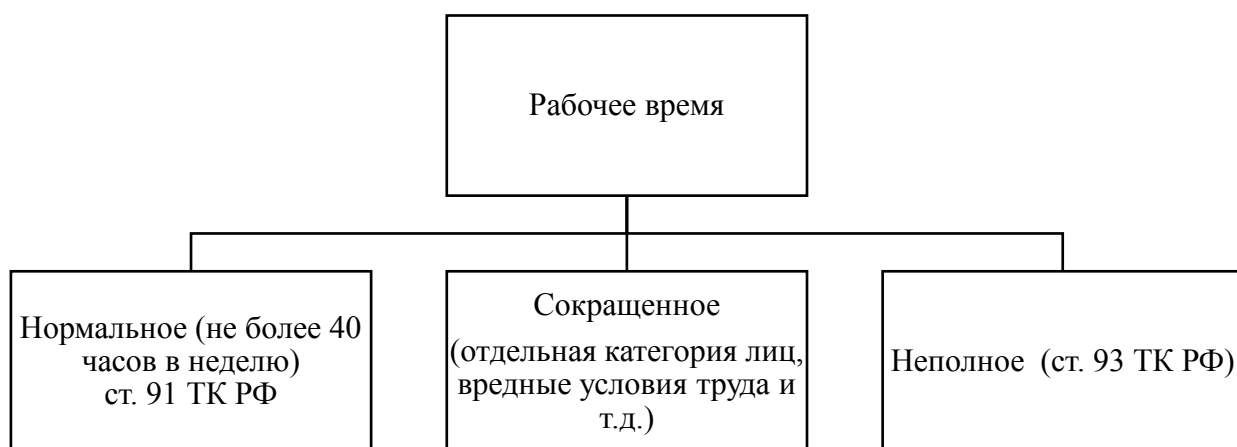 Рабочее время
Нормальное (не более 40
часов в неделю)
ст. 91 ТК РФ
Сокращенное
(отдельная категория лиц,
вредные условия труда и
т.д.)
Неполное (ст. 93 ТК РФ)